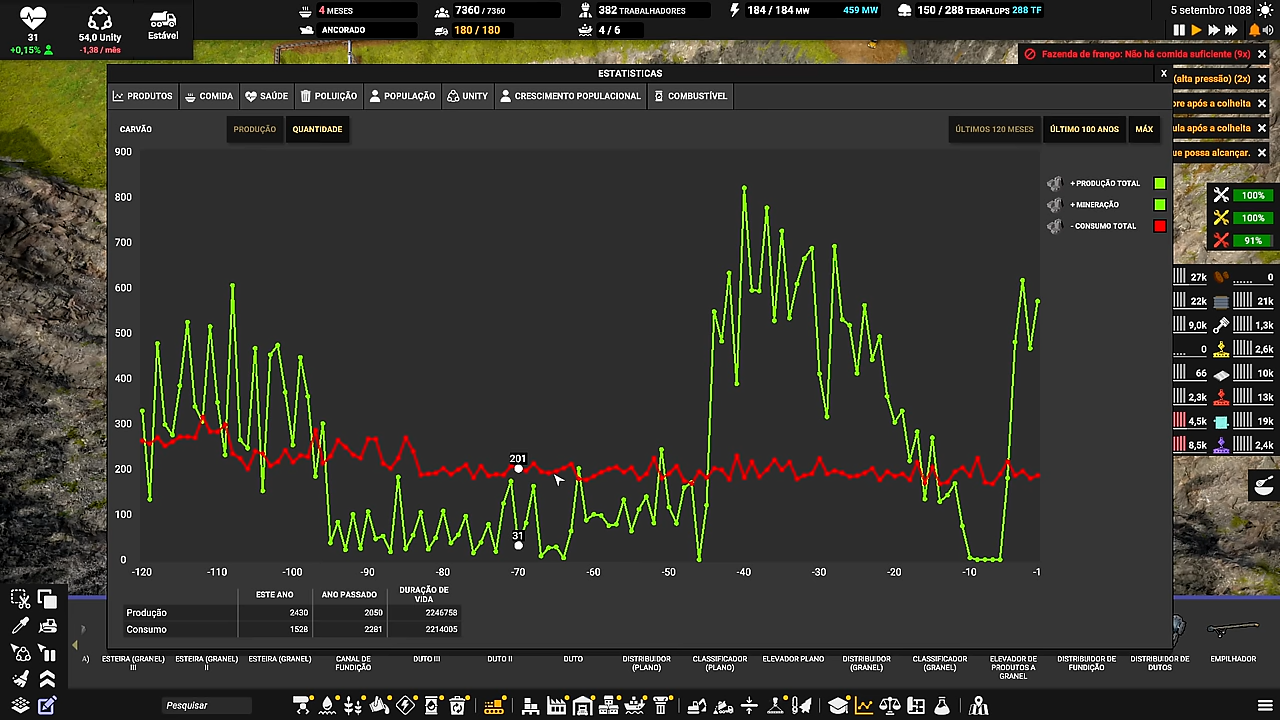 31
+0,15%
54,0 Unity
-1,38 / mês
Estável
4 MESES
ANCORADO
7360 / 7360
180 / 180
382 TRABALHADORES
4 / 6
184 / 184 MW
459 MW
150 / 288 TERAFLOPS
288 TF
5 setembro 1088
Fazenda de frango: Não há comida suficiente (9x)
(alta pressão) (2x)
ore após a colheita
ula após a colheita
que possa alcançar.
ESTATISTICAS
X
PRODUTOS
COMIDA
SAÚDE
POLUIÇÃO
POPULAÇÃO
UNITY
CRESCIMENTO POPULACIONAL
COMBUSTÍVEL
CARVÃO
PRODUÇÃO
QUANTIDADE
ÚLTIMOS 120 MESES
ÚLTIMO 100 ANOS
MÁX
900
800
700
600
500
400
300
200
100
0
+ PRODUÇÃO TOTAL
+ MINERAÇÃO
- CONSUMO TOTAL
201
31
-120
-110
-100
-90
-80
-70
-60
-50
-40
-30
-20
-10
-1
ESTE ANO
ANO PASSADO
DURAÇÃO DE VIDA
Produção 2430 2050 2246758
Consumo 1528 2281 2214005
100%
100%
91%
27k 0
22k 21k
9,0k 1,3k
0 2,6k
66 10k
2,3k 13k
4,5k 19k
8,5k 2,4k
A)
ESTEIRA (GRANEL) III
ESTEIRA (GRANEL) II
ESTEIRA (GRANEL)
CANAL DE FUNDIÇÃO
DUTO III
DUTO II
DUTO
DISTRIBUIDOR (PLANO)
CLASSIFICADOR (PLANO)
ELEVADOR PLANO
DISTRIBUIDOR (GRANEL)
CLASSIFICADOR (GRANEL)
ELEVADOR DE PRODUTOS A GRANEL
DISTRIBUIDOR DE FUNDIÇÃO
DISTRIBUIDOR DE DUTOS
EMPILHADOR
Pesquisar